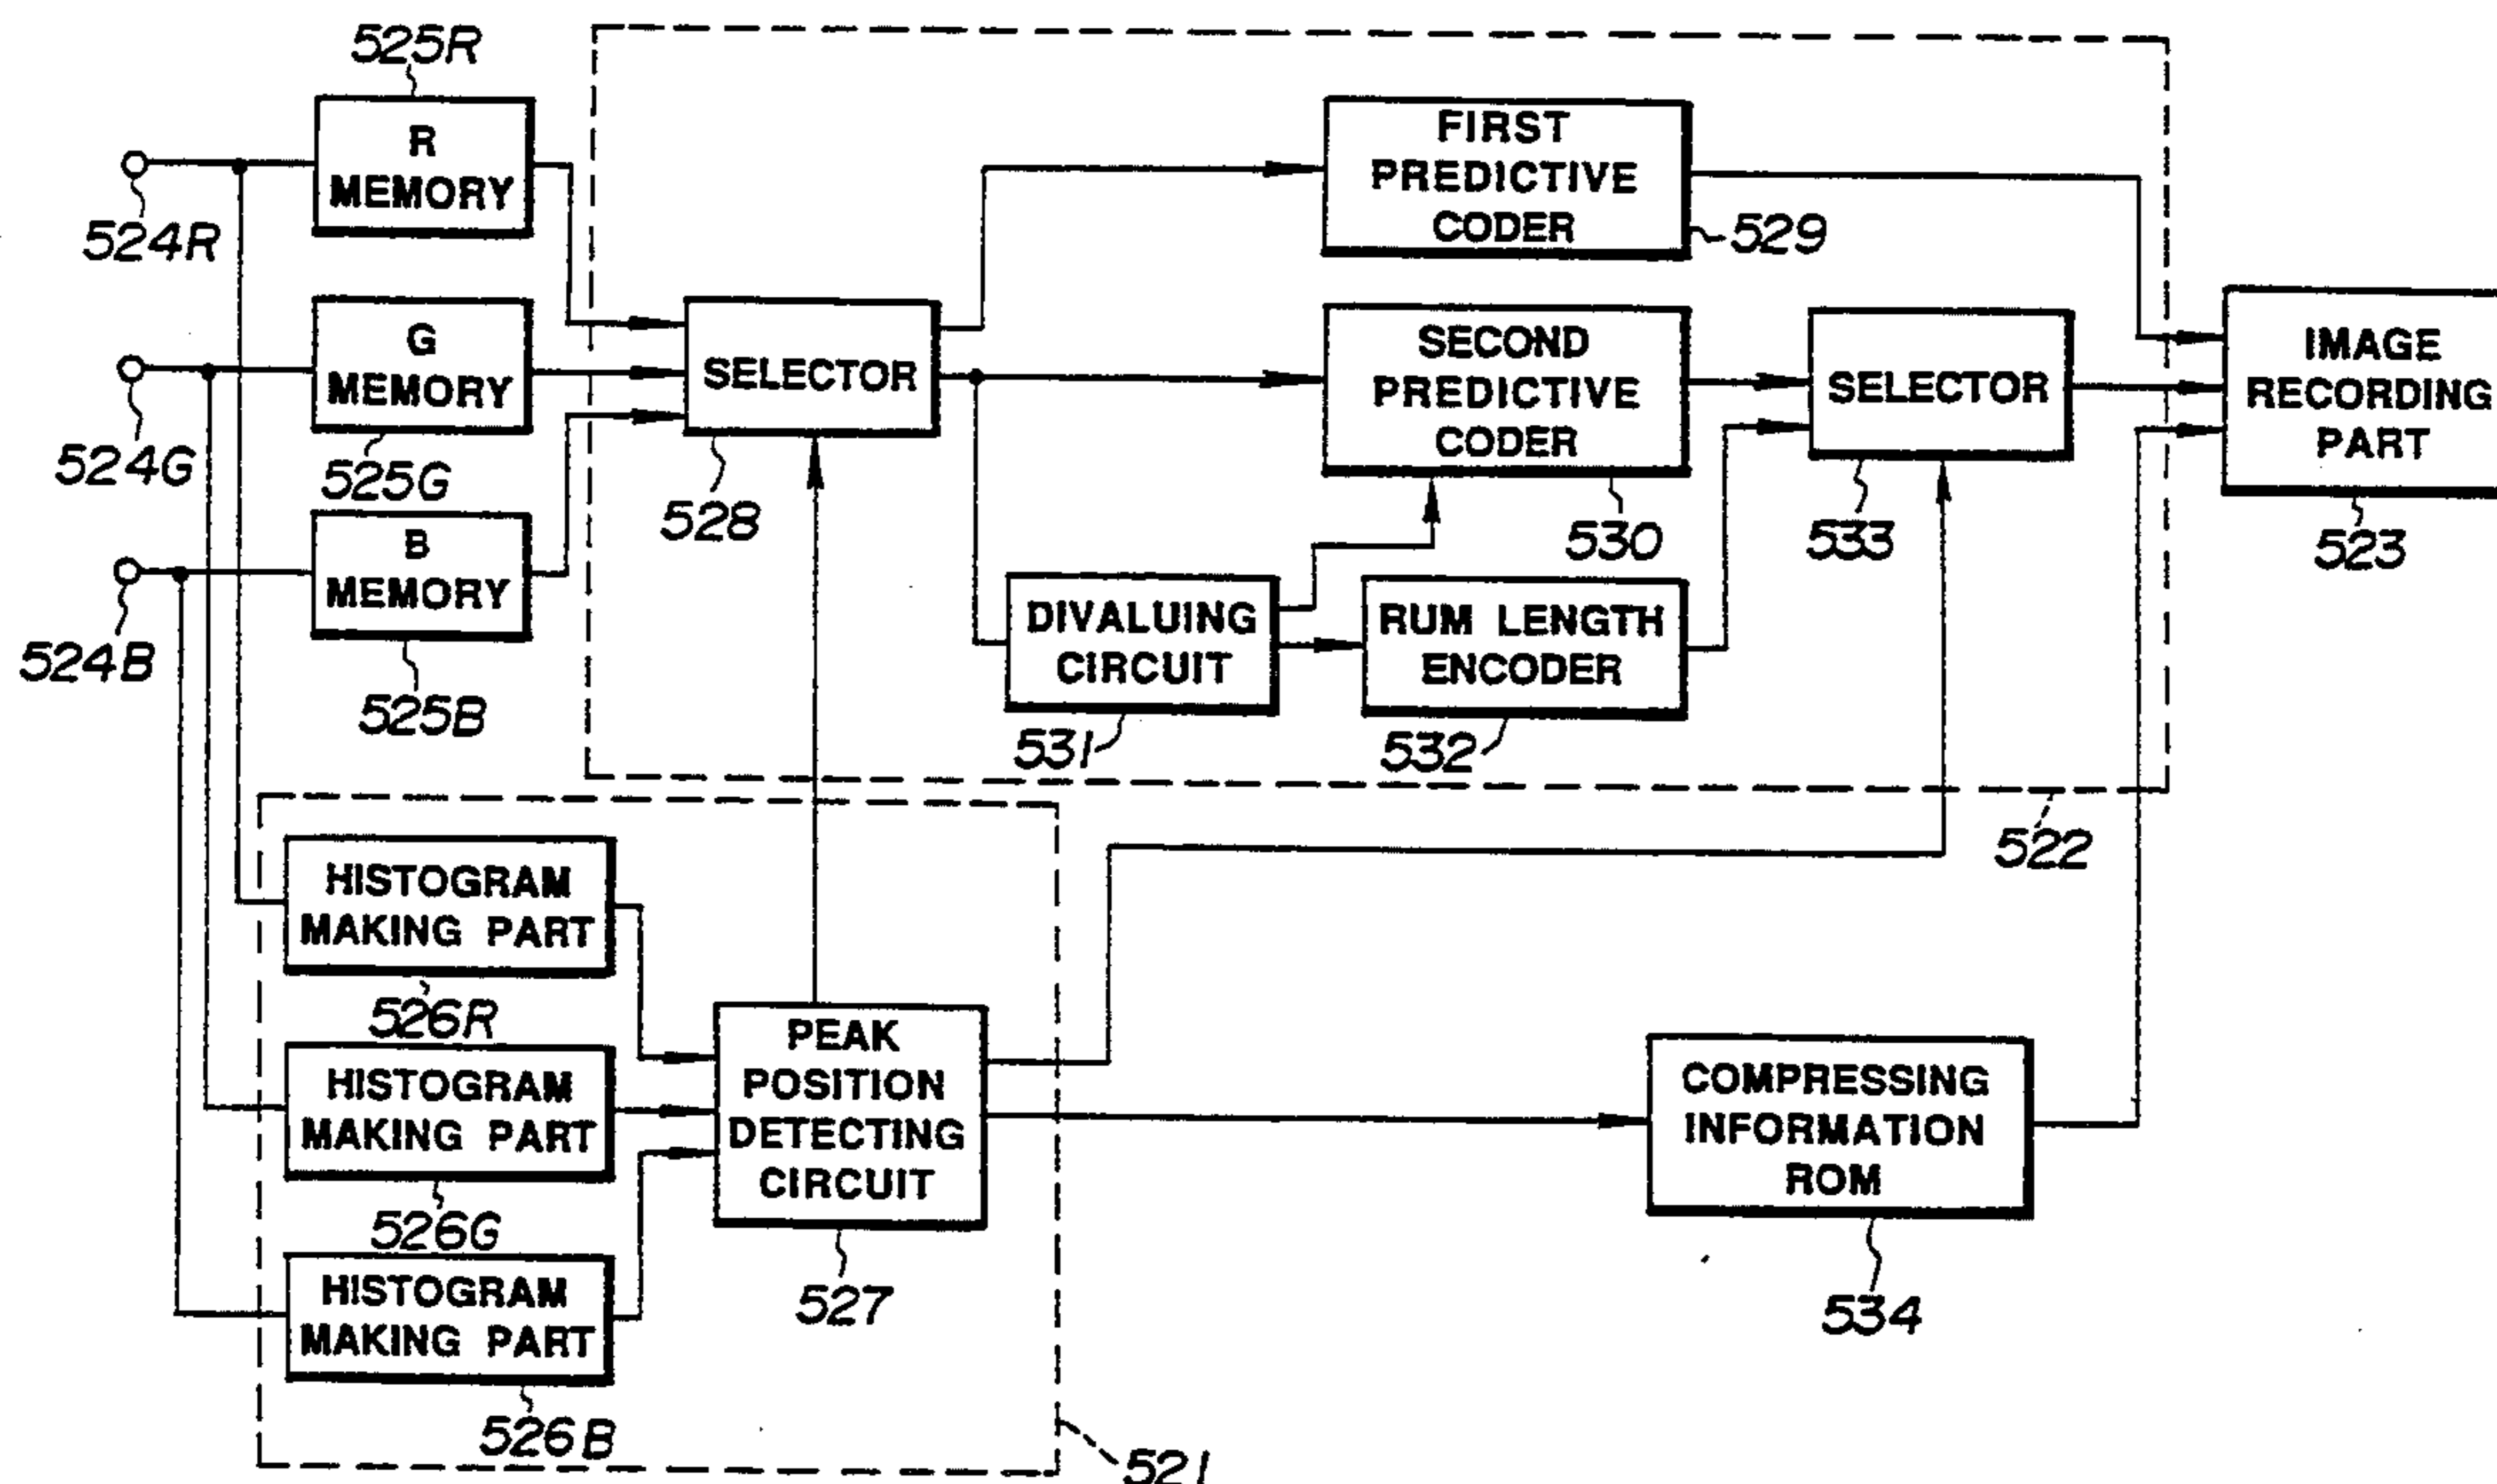 525R
R
MEMORY
524R
G
MEMORY
524G
525G
B
MEMORY
524B
525B
SELECTOR
528
FIRST
PREDICTIVE
CODER
529
SECOND
PREDICTIVE
CODER
530
SELECTOR
533
IMAGE
RECORDING
PART
523
DIVALUING
CIRCUIT
531
RUM LENGTH
ENCODER
532
522
HISTOGRAM
MAKING PART
526R
HISTOGRAM
MAKING PART
526G
HISTOGRAM
MAKING PART
526B
PEAK
POSITION
DETECTING
CIRCUIT
527
COMPRESSING
INFORMATION
ROM
534
521